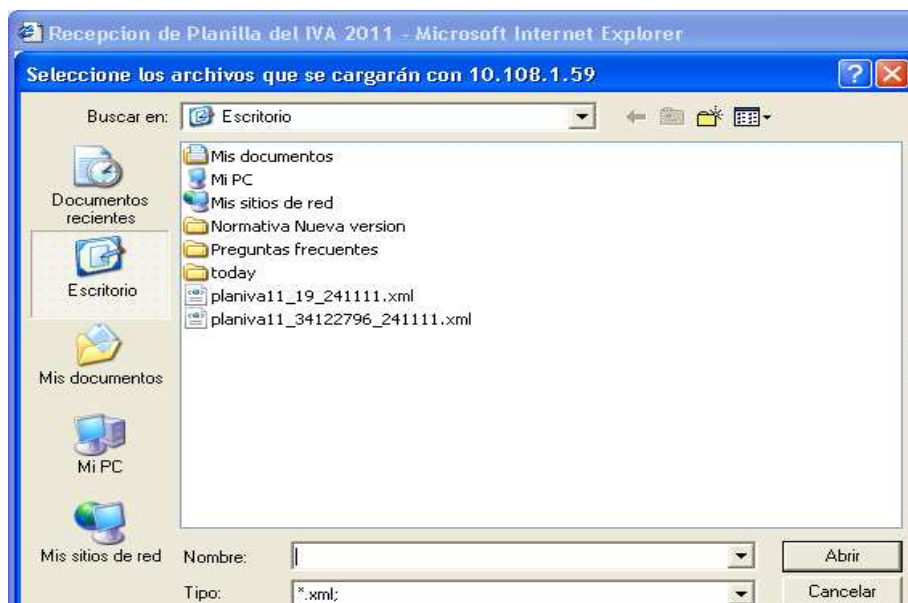 Recepcion de Planilla del IVA 2011 - Microsoft Internet Explorer
Seleccione los archivos que se cargarán con 10.108.1.59
Buscar en: Escritorio
Documentos recientes
Escritorio
Mis documentos
Mi PC
Mis sitios de red
Mis documentos
Mi PC
Mis sitios de red
Normativa Nueva version
Preguntas frecuentes
today
planiva11_19_241111.xml
planiva11_34122796_241111.xml
Nombre:
Abrir
Tipo: *.xml;
Cancelar